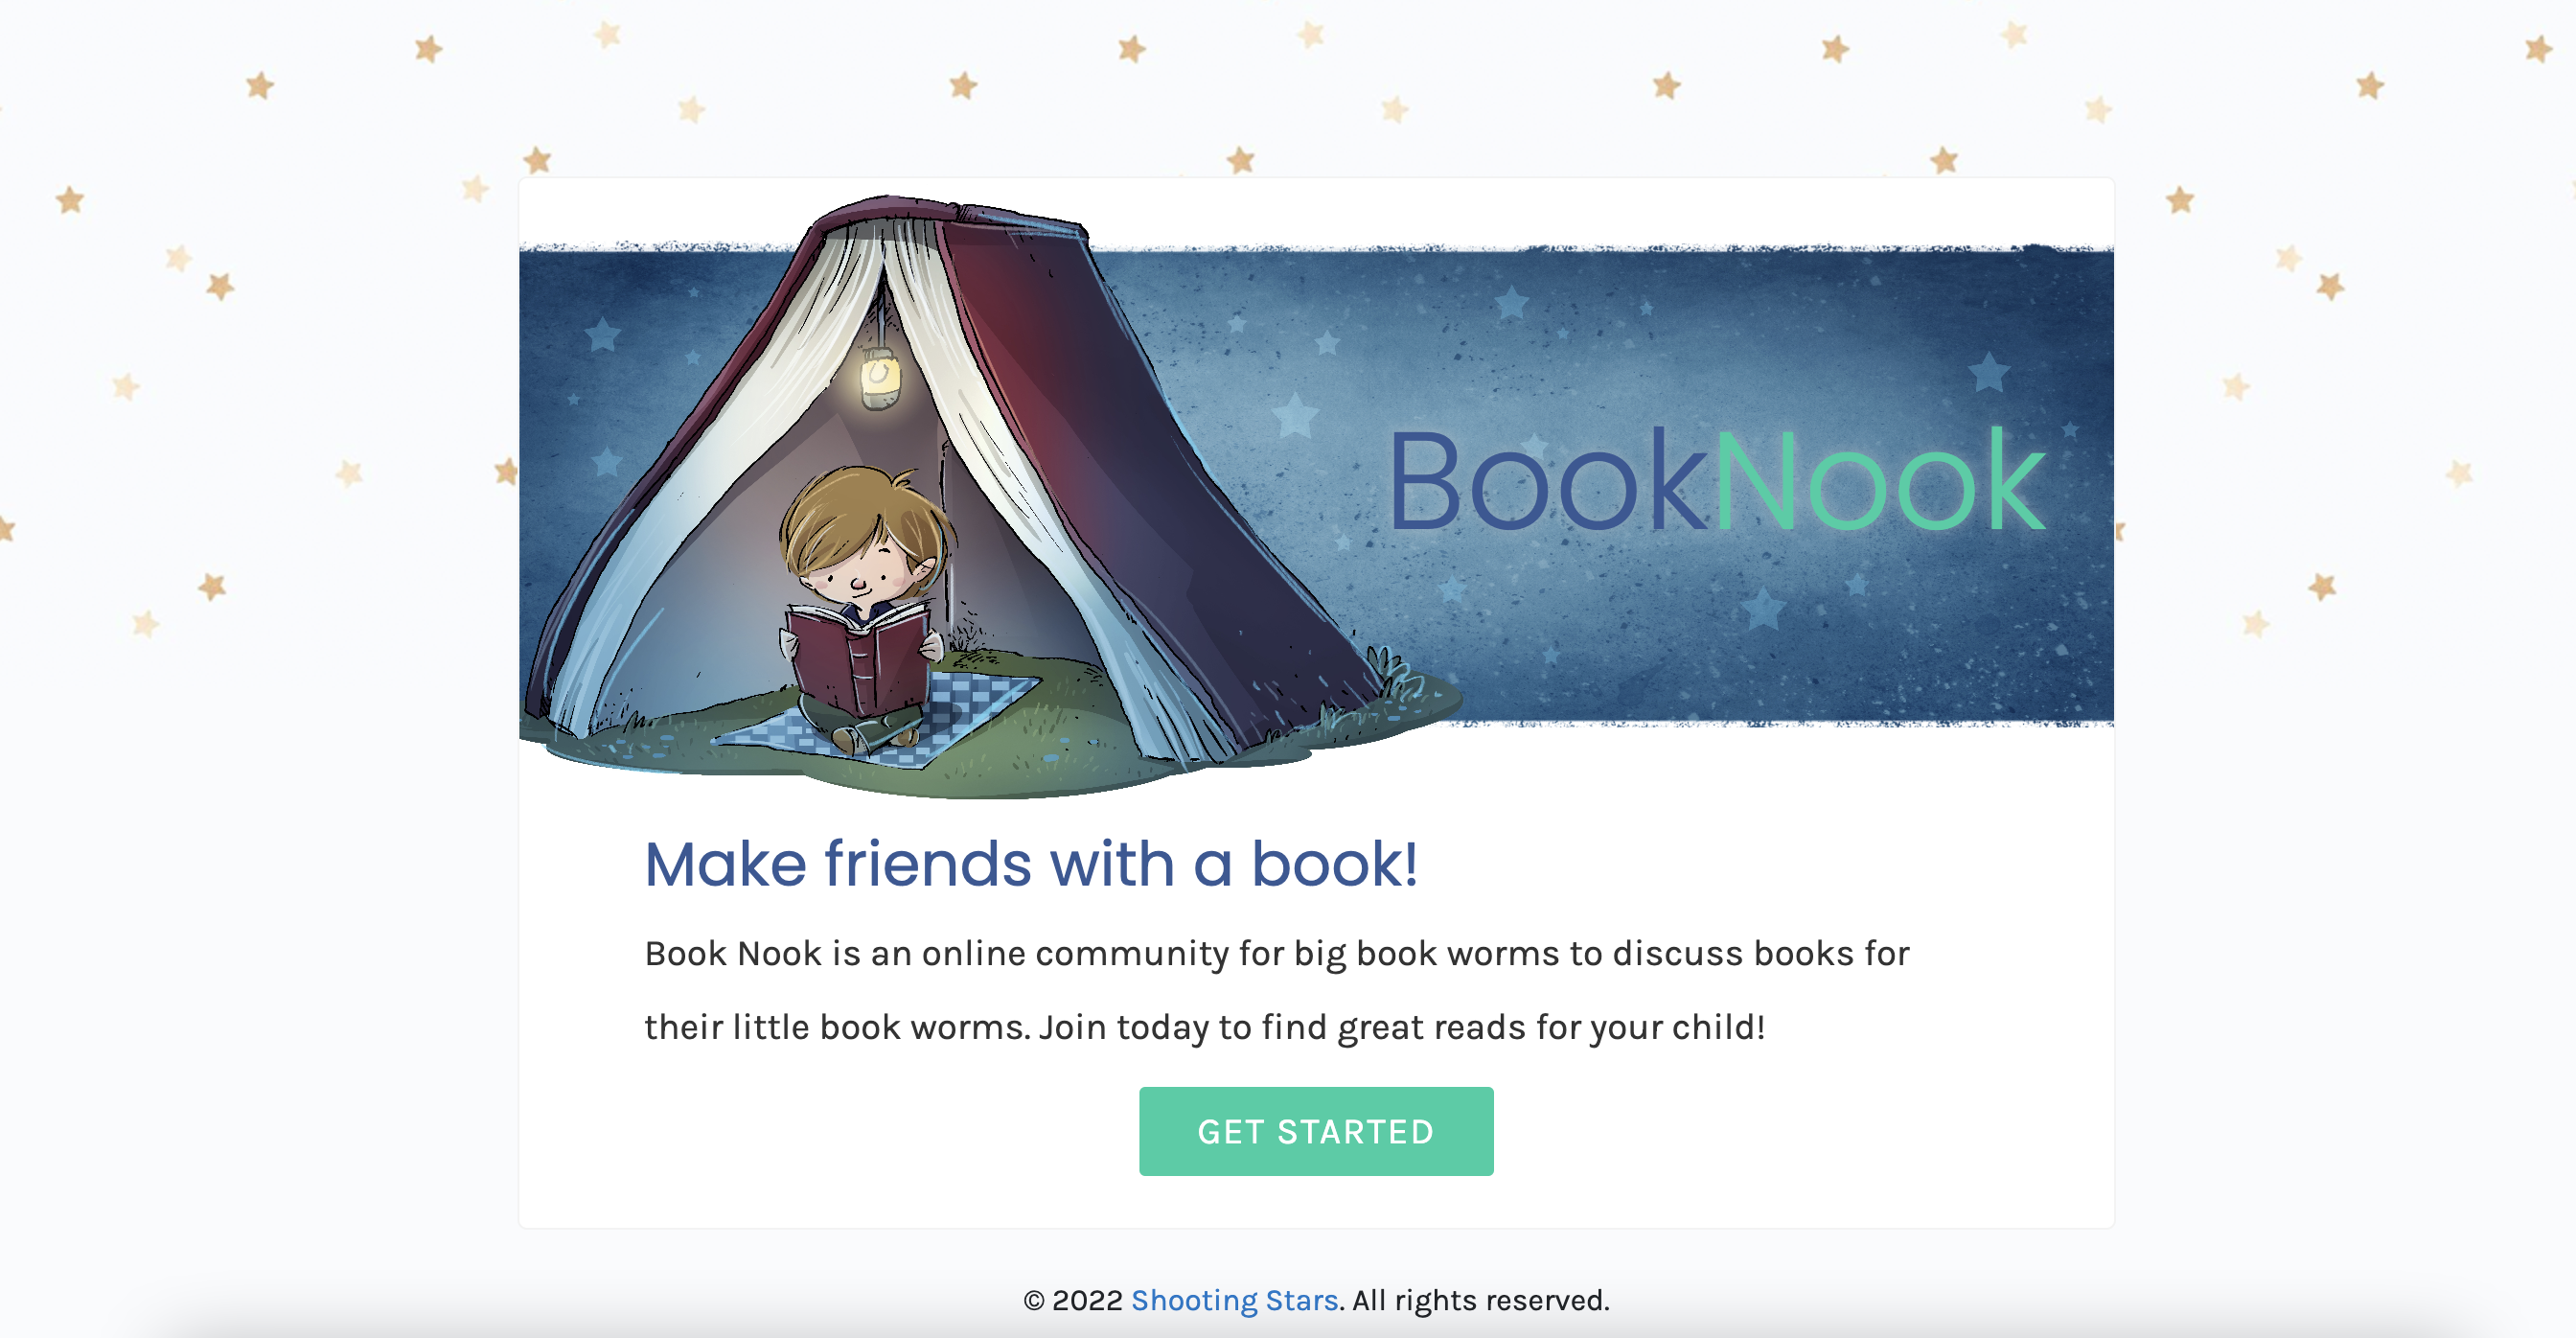 BookNook
Make friends with a book!
Book Nook is an online community for big book worms to discuss books for
their little book worms. Join today to find great reads for your child!
GET STARTED
© 2022 Shooting Stars. All rights reserved.